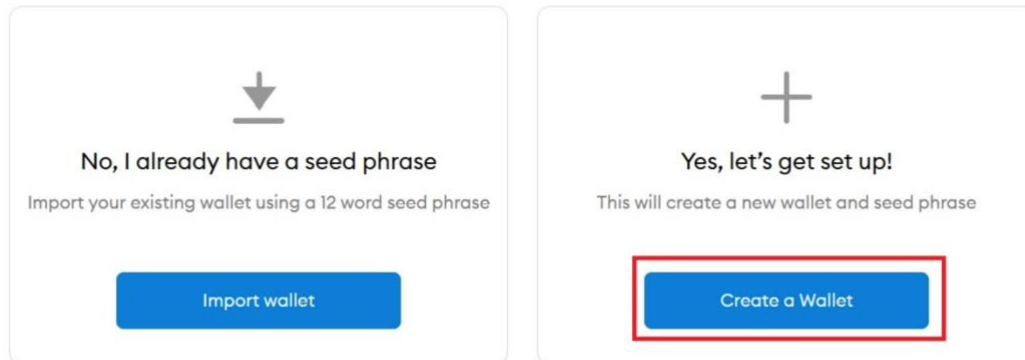 No, I already have a seed phrase
Import your existing wallet using a 12 word seed phrase
Import wallet
Yes, let's get set up!
This will create a new wallet and seed phrase
Create a Wallet